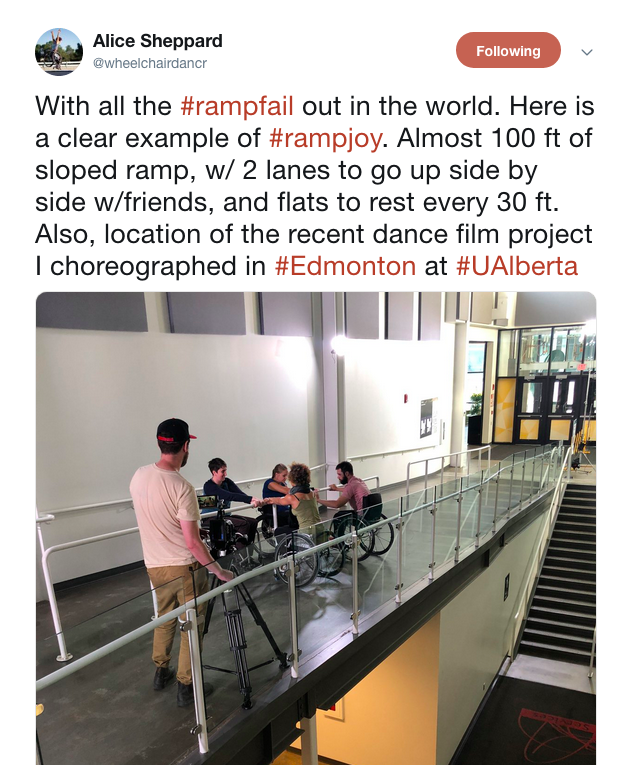 Alice Sheppard
@wheelchairdancr
Following
With all the #rampfail out in the world. Here is
a clear example of #rampjoy. Almost 100 ft of
sloped ramp, w/ 2 lanes to go up side by
side w/friends, and flats to rest every 30 ft.
Also, location of the recent dance film project
I choreographed in #Edmonton at #UAlberta